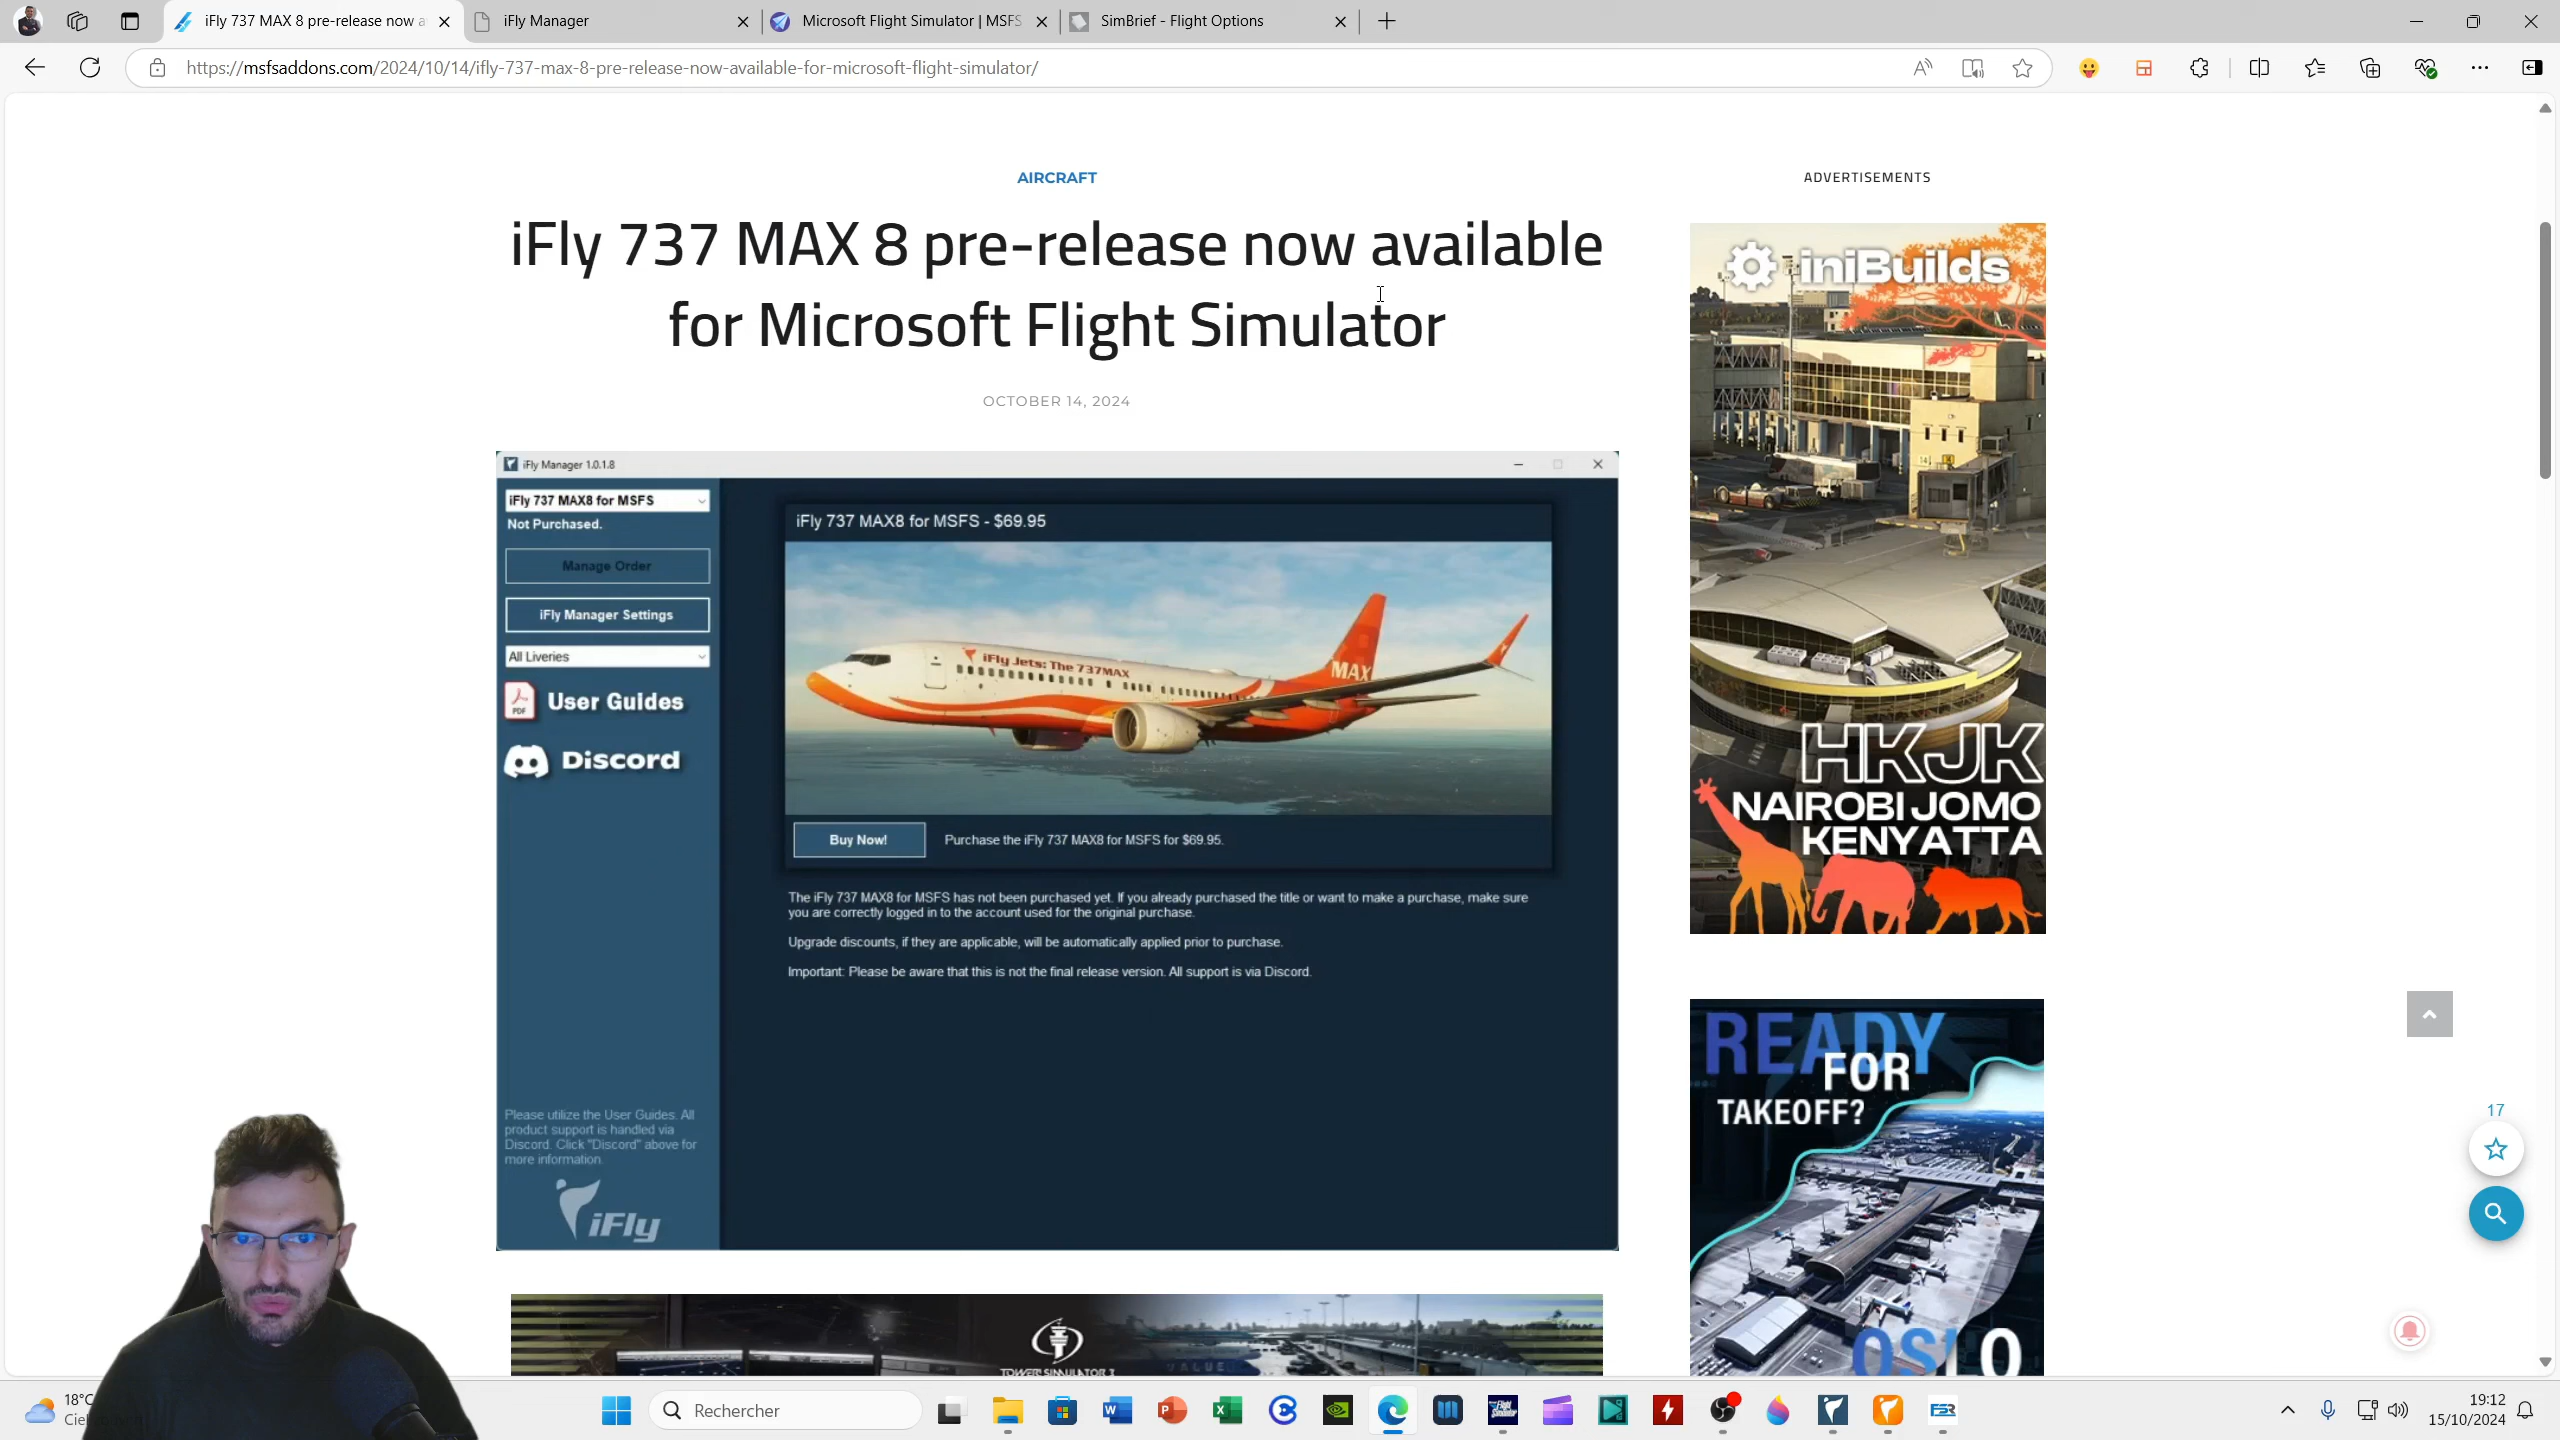 iFly 737 MAX 8 pre-release now a
iFly Manager
Microsoft Flight Simulator | MSFS
SimBrief - Flight Options
https://msfsaddons.com/2024/10/14/ifly-737-max-8-pre-release-now-available-for-microsoft-flight-simulator/
AIRCRAFT
iFly 737 MAX 8 pre-release now available
for Microsoft Flight Simulator
OCTOBER 14, 2024
iFly Manager 1.0.1.8
iFly 737 MAX8 for MSFS
Not Purchased.
Manage Order
iFly Manager Settings
All Liveries
PDF
User Guides
Discord
Please utilize the User Guides. All
product support is handled via
Discord. Click "Discord" above for
more information.
iFly
iFly 737 MAX8 for MSFS - $69.95
iFly Jets: The 737MAX
MAX
Buy Now!
Purchase the iFly 737 MAX8 for MSFS for $69.95.
The iFly 737 MAX8 for MSFS has not been purchased yet. If you already purchased the title or want to make a purchase, make sure
you are correctly logged in to the account used for the original purchase.
Upgrade discounts, if they are applicable, will be automatically applied prior to purchase.
Important: Please be aware that this is not the final release version. All support is via Discord.
TOWER! SIMULATOR 3
VALUE
ADVERTISEMENTS
iniBuilds
HKJK
NAIROBI JOMO
KENYATTA
READY
FOR
TAKEOFF?
OSLO
17
18°C
Rechercher
19:12
15/10/2024